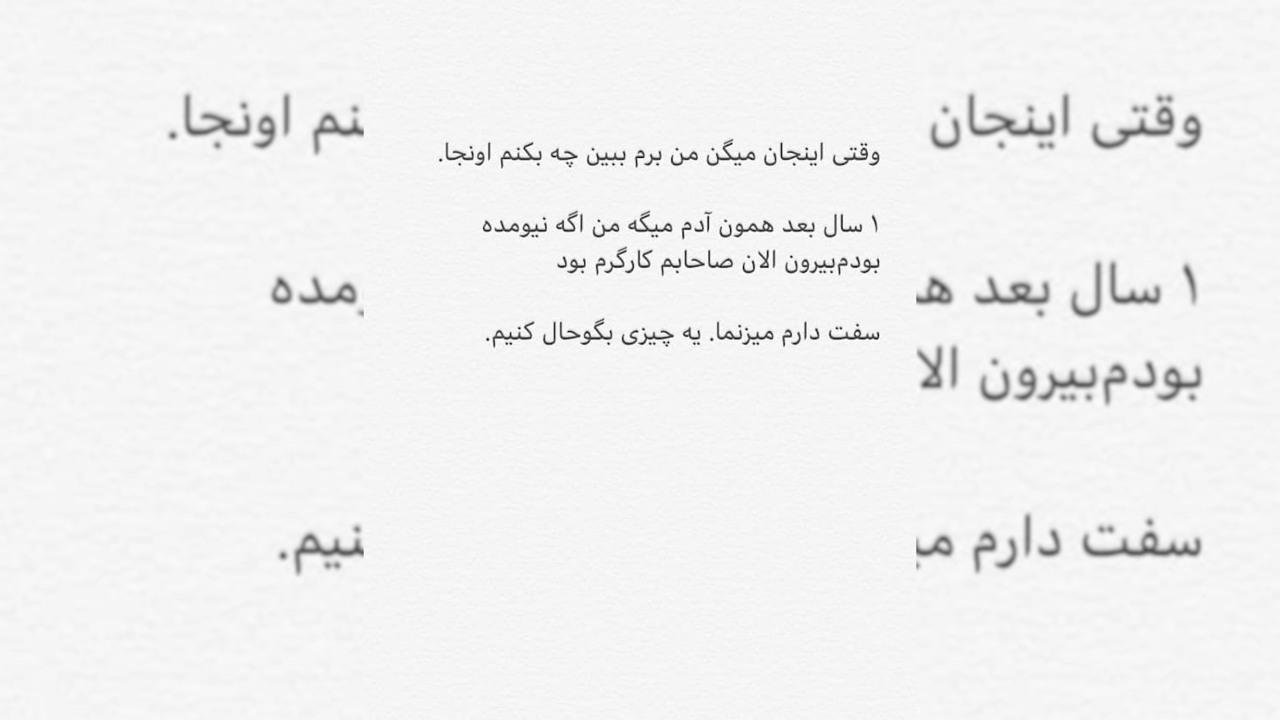 وقتی اینجان میگن من برم ببین چه بکنم اونجا.
۱ سال بعد همون آدم میگه من اگه نیومده
بودم‌بیرون الان صاحابم کارگرم بود
سفت دارم میزنما. یه چیزی بگوحال کنیم.